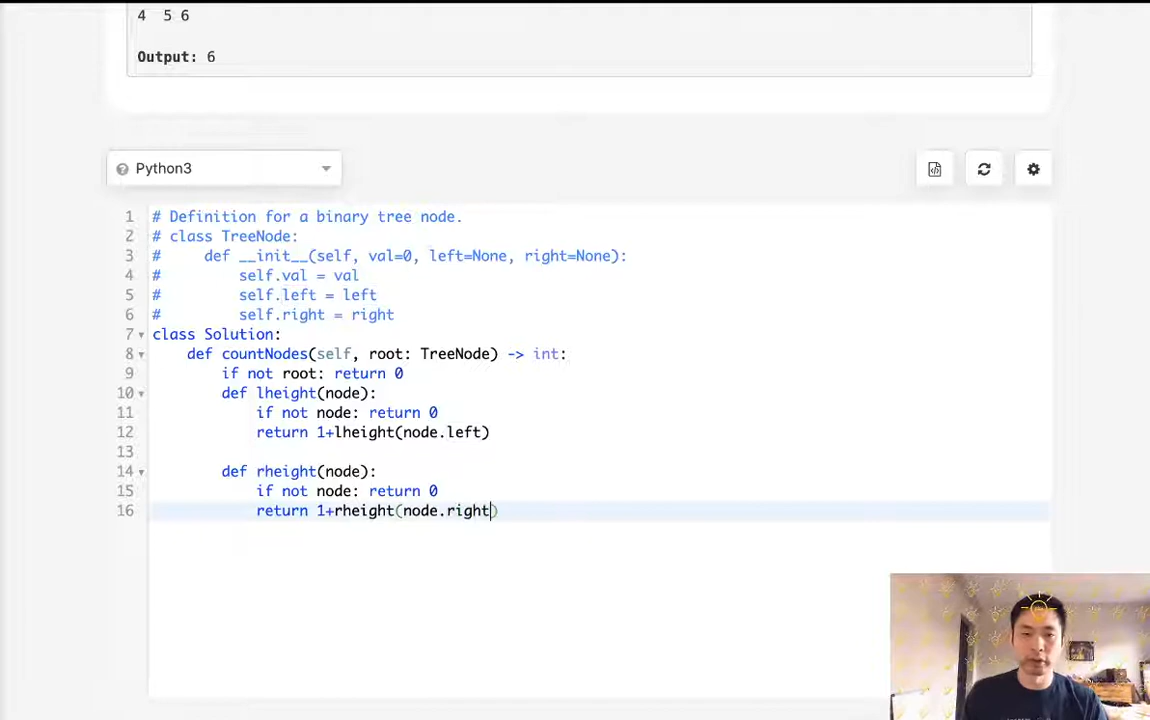 4 5 6
Output: 6
Python3
1 # Definition for a binary tree node.
2 # class TreeNode:
3 #     def __init__(self, val=0, left=None, right=None):
4 #         self.val = val
5 #         self.left = left
6 #         self.right = right
7 class Solution:
8     def countNodes(self, root: TreeNode) -> int:
9         if not root: return 0
10         def lheight(node):
11             if not node: return 0
12             return 1+lheight(node.left)
13
14         def rheight(node):
15             if not node: return 0
16             return 1+rheight(node.right)